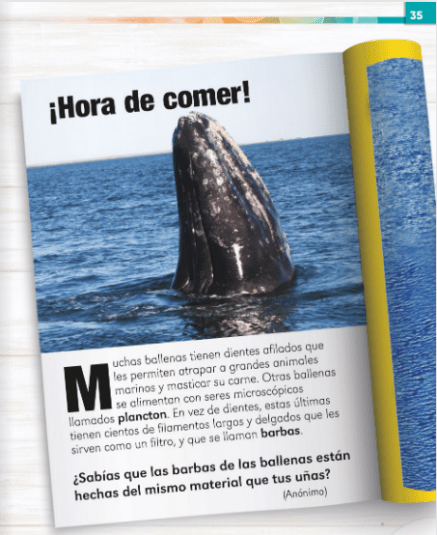 35
¡Hora de comer!
Muchas ballenas tienen dientes afilados que
les permiten atrapar a grandes animales
marinos y masticar su carne. Otras ballenas
se alimentan con seres microscópicos
llamados plancton. En vez de dientes, estas últimas
tienen cientos de filamentos largos y delgados que les
sirven como un filtro, y que se llaman barbas.
¿Sabías que las barbas de las ballenas están
hechas del mismo material que tus uñas?
(Anónimo)